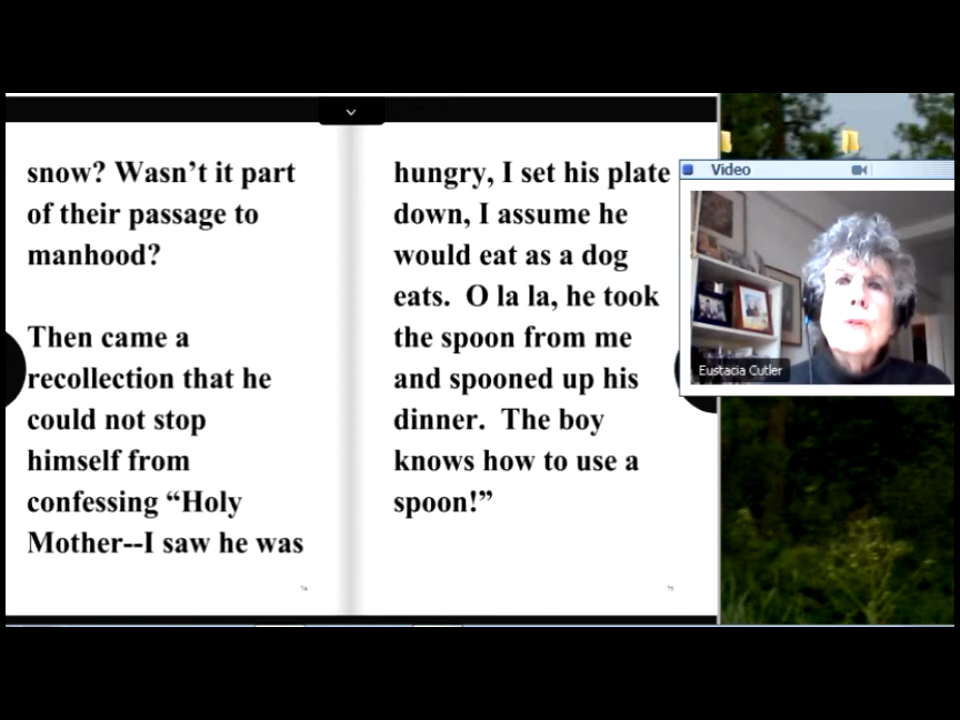 snow? Wasn't it part
of their passage to
manhood?
Then came a
recollection that he
could not stop
himself from
confessing “Holy
Mother--I saw he was
hungry, I set his plate
down, I assume he
would eat as a dog
eats.  O la la, he took
the spoon from me
and spooned up his
dinner.  The boy
knows how to use a
spoon!”
Video
Eustacia Cutler